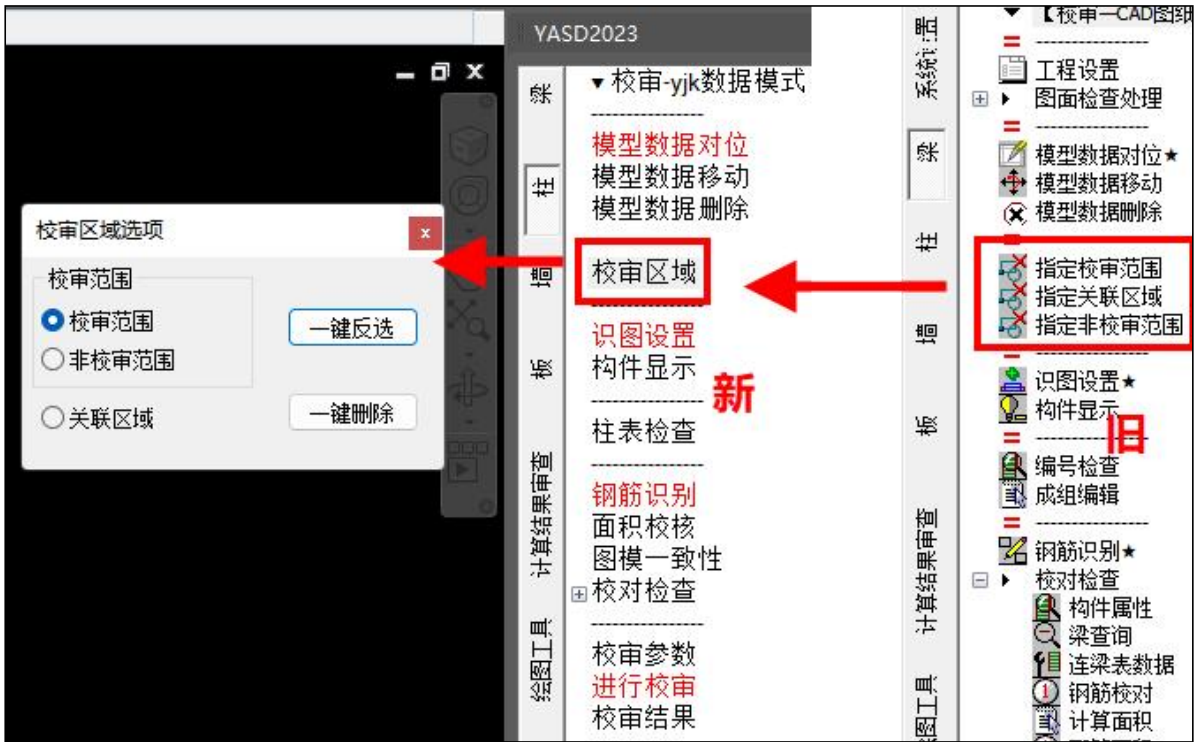 校审区域选项
校审范围
校审范围
非校审范围
关联区域
一键反选
一键删除
YASD2023
梁
柱
墙
板
计算结果审查
绘图工具
▼校审-yjk数据模式
模型数据对位
模型数据移动
模型数据删除
校审区域
识图设置
构件显示
柱表检查
钢筋识别
面积校核
图模一致性
校对检查
校审参数
进行校审
校审结果
新
梁
柱
墙
板
计算结果审查
【校审—CAD图纸
工程设置
图面检查处理
模型数据对位★
模型数据移动
模型数据删除
指定校审范围
指定关联区域
指定非校审范围
识图设置★
构件显示
编号检查
成组编辑
钢筋识别★
校对检查
构件属性
梁查询
连梁表数据
钢筋校对
计算面积
旧